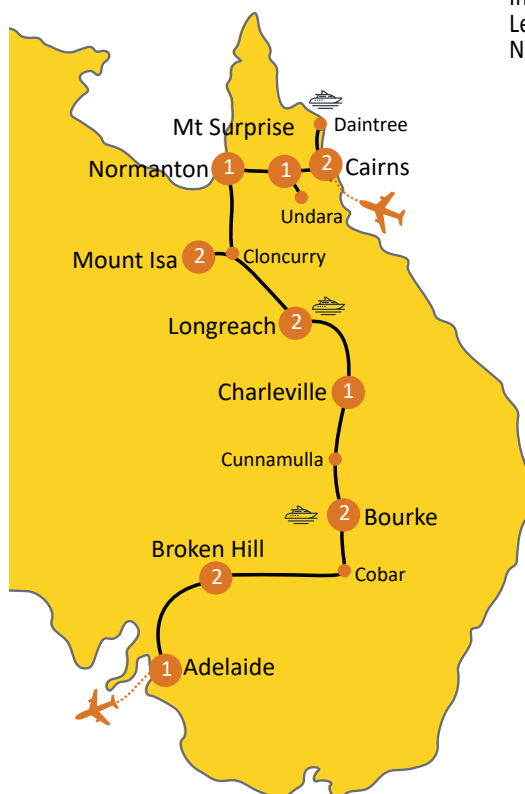 Le
N
Daintree
Mt Surprise
Normanton 1 1 2 Cairns
Undara
Mount Isa 2 Cloncurry
Longreach 2
Charleville 1
Cunnamulla
2 Bourke
Broken Hill
2
Cobar
1 Adelaide